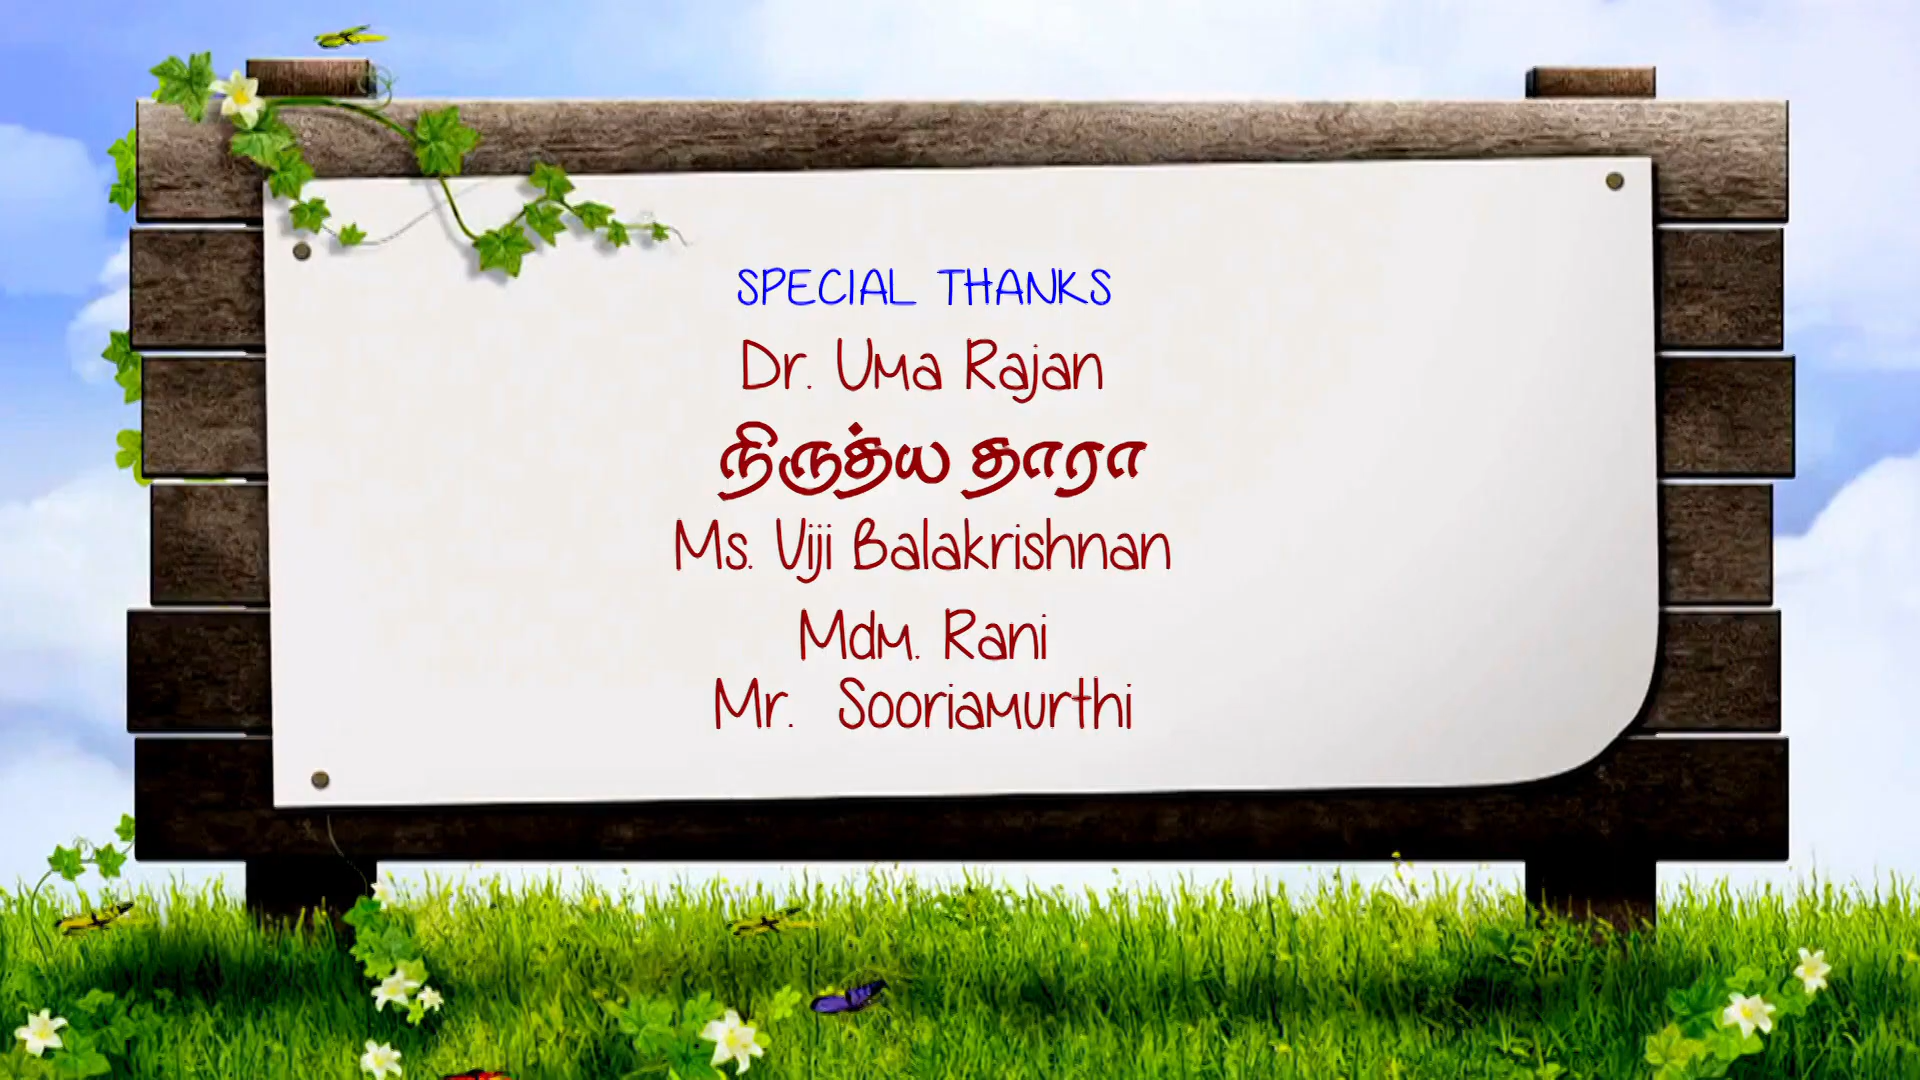 SPECIAL THANKS
Dr. Uma Rajan
நிருத்ய தாரா
Ms. Viji Balakrishnan
Mdm. Rani
Mr. Sooriamurthi